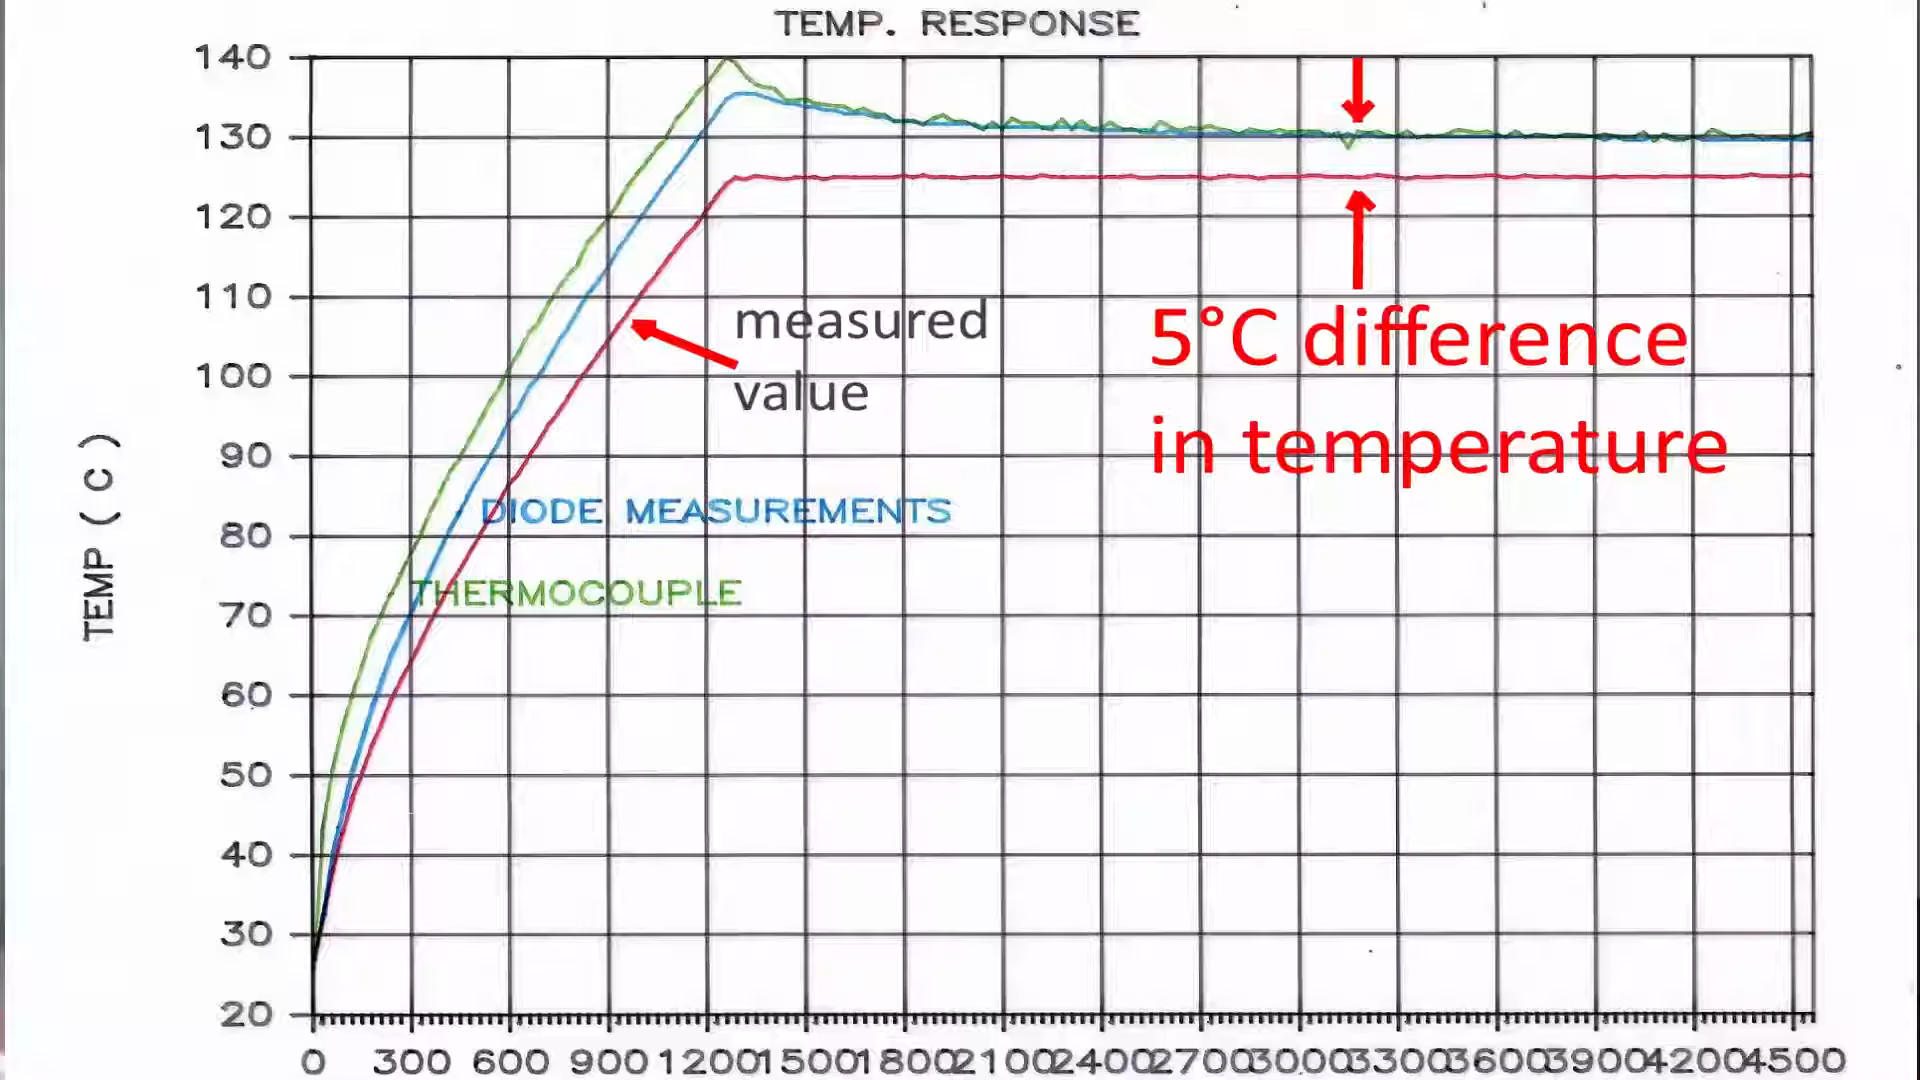 TEMP. RESPONSE
140
130
120
110
100
90
80
70
60
50
40
30
20
TEMP ( C )
measured
value
5°C difference
in temperature
DIODE MEASUREMENTS
THERMOCOUPLE
0 300 600 900 1200 1500 1800 2100 2400 2700 3000 3300 3600 3900 4200 4500